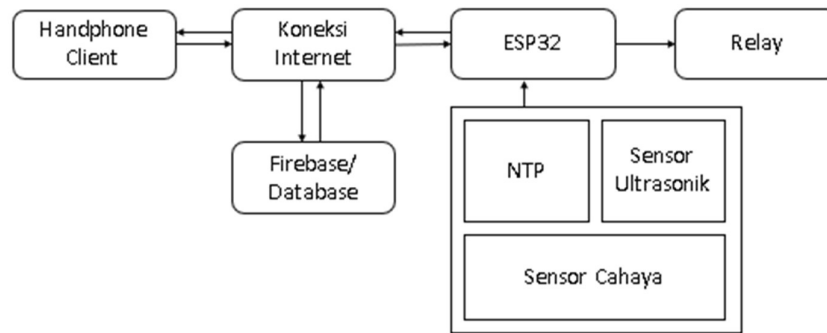 Handphone
Client
Koneksi
Internet
ESP32
Relay
Firebase/
Database
NTP
Sensor
Ultrasonik
Sensor Cahaya